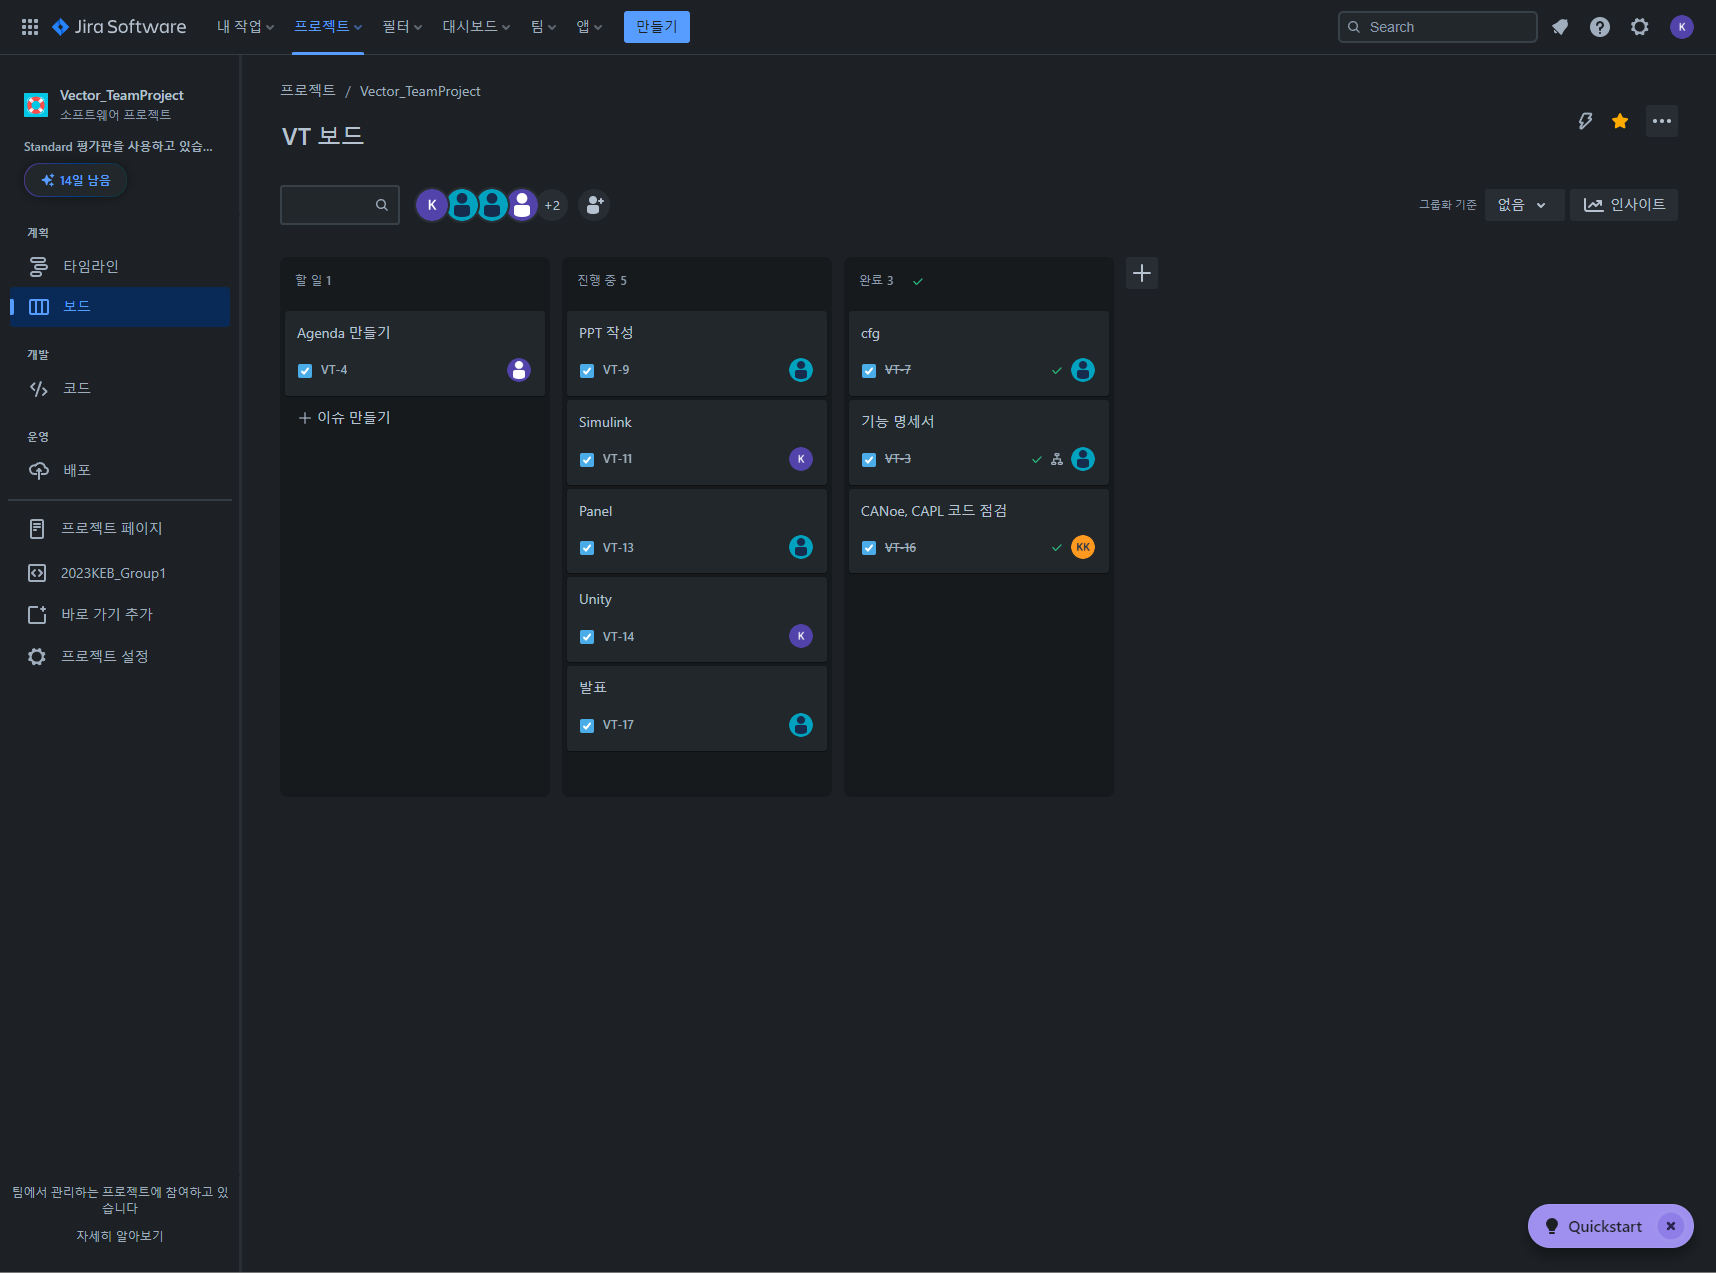 Jira Software
내 작업
프로젝트
필터
대시보드
팀
앱
만들기
Search
K
Vector_TeamProject
소프트웨어 프로젝트
Standard 평가판을 사용하고 있습...
14일 남음
계획
타임라인
보드
개발
코드
운영
배포
프로젝트 페이지
2023KEB_Group1
바로 가기 추가
프로젝트 설정
팀에서 관리하는 프로젝트에 참여하고 있
습니다
자세히 알아보기
프로젝트 / Vector_TeamProject
VT 보드
K
+2
그룹화 기준
없음
인사이트
할 일 1
Agenda 만들기
VT-4
이슈 만들기
진행 중 5
PPT 작성
VT-9
Simulink
VT-11
K
Panel
VT-13
Unity
VT-14
K
발표
VT-17
완료 3
cfg
VT-7
기능 명세서
VT-3
CANoe, CAPL 코드 점검
VT-16
KK
Quickstart